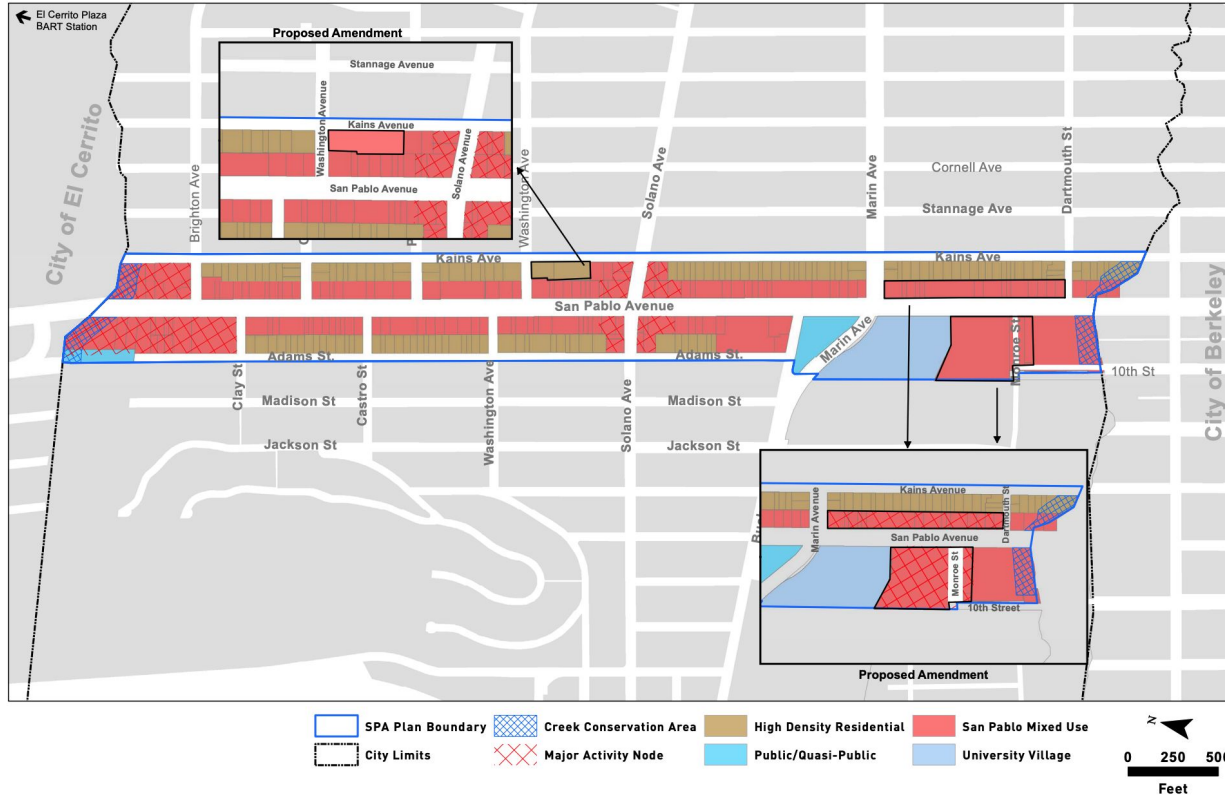 El Cerrito Plaza
BART Station
Proposed Amendment
Stannage Avenue
Washington Avenue
Kains Avenue
Solano Avenue
San Pablo Avenue
City of El Cerrito
Brighton Ave
Washington Ave
Solano Ave
Marin Ave
Dartmouth St
Cornell Ave
Stannage Ave
Kains Ave
Kains Ave
San Pablo Avenue
Adams St.
Adams St.
Marin Ave
Monroe St
10th St
City of Berkeley
Clay St
Castro St
Washington Ave
Solano Ave
Madison St
Madison St
Jackson St
Jackson St
Kains Avenue
Marin Avenue
Dartmouth St
San Pablo Avenue
Monroe St
10th Street
Proposed Amendment
SPA Plan Boundary
Creek Conservation Area
High Density Residential
San Pablo Mixed Use
City Limits
Major Activity Node
Public/Quasi-Public
University Village
N
0 250 500
Feet